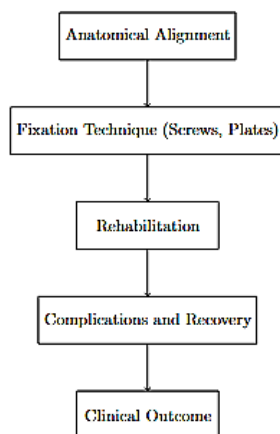 Anatomical Alignment
Fixation Technique (Screws, Plates)
Rehabilitation
Complications and Recovery
Clinical Outcome